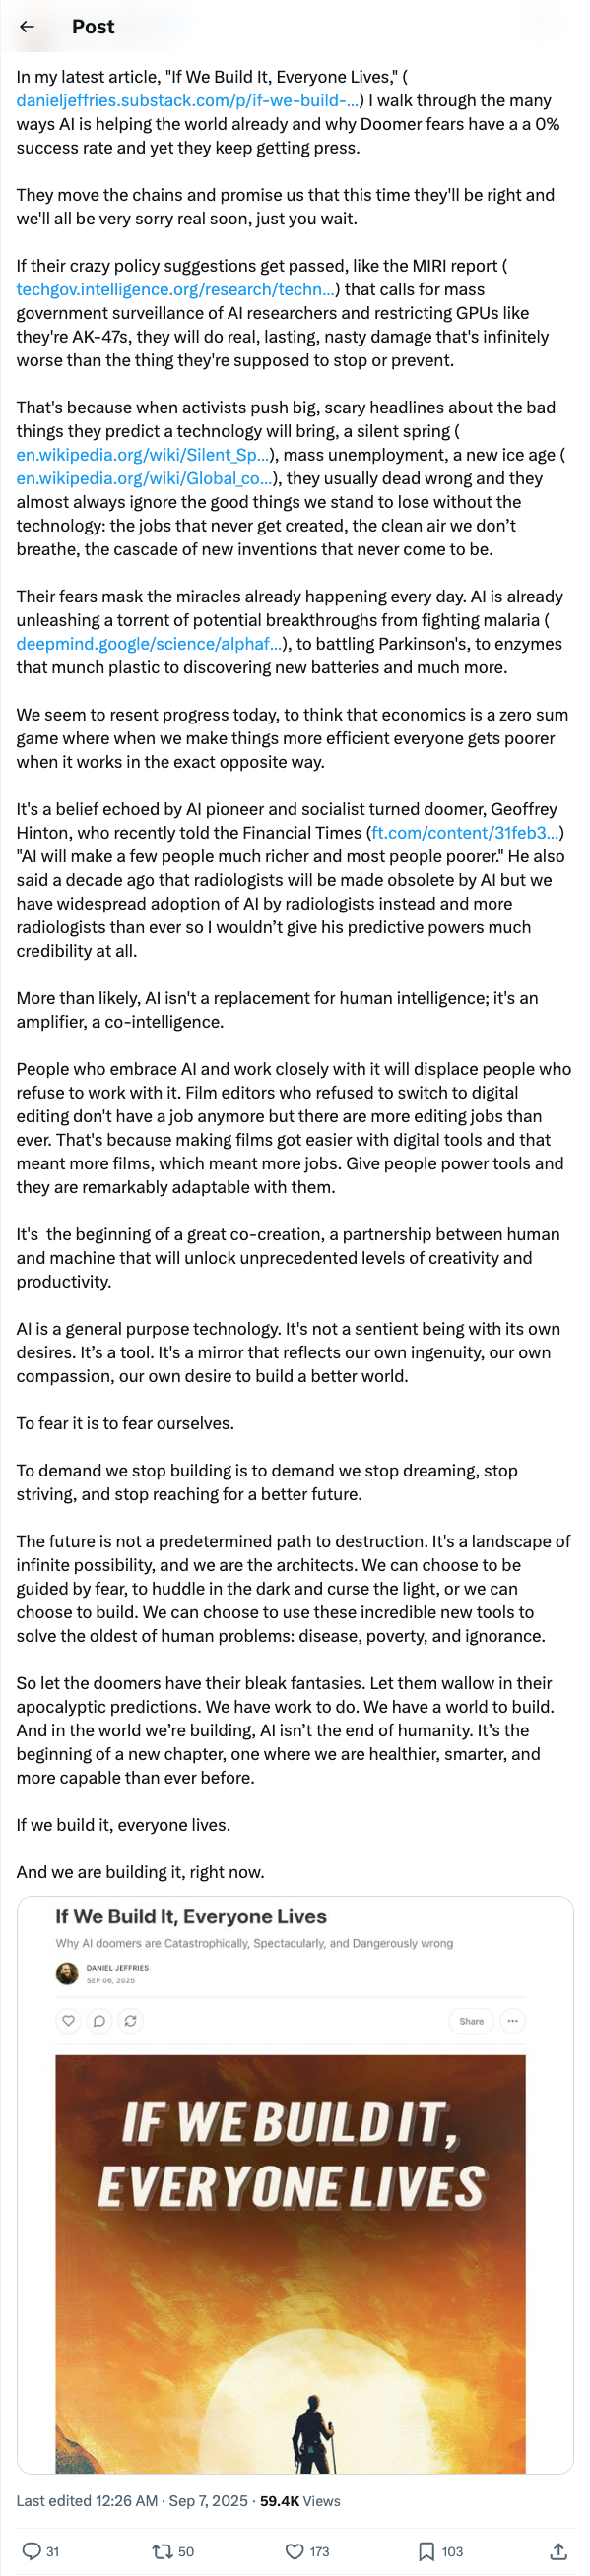 Post
In my latest article, "If We Build It, Everyone Lives," (
danieljeffries.substack.com/p/if-we-build-...) I walk through the many
ways AI is helping the world already and why Doomer fears have a a 0%
success rate and yet they keep getting press.
They move the chains and promise us that this time they'll be right and
we'll all be very sorry real soon, just you wait.
If their crazy policy suggestions get passed, like the MIRI report (
techgov.intelligence.org/research/techn...) that calls for mass
government surveillance of AI researchers and restricting GPUs like
they're AK-47s, they will do real, lasting, nasty damage that's infinitely
worse than the thing they're supposed to stop or prevent.
That's because when activists push big, scary headlines about the bad
things they predict a technology will bring, a silent spring (
en.wikipedia.org/wiki/Silent_Sp...), mass unemployment, a new ice age (
en.wikipedia.org/wiki/Global_co...), they usually dead wrong and they
almost always ignore the good things we stand to lose without the
technology: the jobs that never get created, the clean air we don’t
breathe, the cascade of new inventions that never come to be.
Their fears mask the miracles already happening every day. AI is already
unleashing a torrent of potential breakthroughs from fighting malaria (
deepmind.google/science/alphaf...), to battling Parkinson's, to enzymes
that munch plastic to discovering new batteries and much more.
We seem to resent progress today, to think that economics is a zero sum
game where when we make things more efficient everyone gets poorer
when it works in the exact opposite way.
It's a belief echoed by AI pioneer and socialist turned doomer, Geoffrey
Hinton, who recently told the Financial Times (ft.com/content/31feb3...)
"AI will make a few people much richer and most people poorer." He also
said a decade ago that radiologists will be made obsolete by AI but we
have widespread adoption of AI by radiologists instead and more
radiologists than ever so I wouldn’t give his predictive powers much
credibility at all.
More than likely, AI isn't a replacement for human intelligence; it's an
amplifier, a co-intelligence.
People who embrace AI and work closely with it will displace people who
refuse to work with it. Film editors who refused to switch to digital
editing don't have a job anymore but there are more editing jobs than
ever. That's because making films got easier with digital tools and that
meant more films, which meant more jobs. Give people power tools and
they are remarkably adaptable with them.
It's  the beginning of a great co-creation, a partnership between human
and machine that will unlock unprecedented levels of creativity and
productivity.
AI is a general purpose technology. It's not a sentient being with its own
desires. It’s a tool. It's a mirror that reflects our own ingenuity, our own
compassion, our own desire to build a better world.
To fear it is to fear ourselves.
To demand we stop building is to demand we stop dreaming, stop
striving, and stop reaching for a better future.
The future is not a predetermined path to destruction. It's a landscape of
infinite possibility, and we are the architects. We can choose to be
guided by fear, to huddle in the dark and curse the light, or we can
choose to build. We can choose to use these incredible new tools to
solve the oldest of human problems: disease, poverty, and ignorance.
So let the doomers have their bleak fantasies. Let them wallow in their
apocalyptic predictions. We have work to do. We have a world to build.
And in the world we’re building, AI isn’t the end of humanity. It’s the
beginning of a new chapter, one where we are healthier, smarter, and
more capable than ever before.
If we build it, everyone lives.
And we are building it, right now.
If We Build It, Everyone Lives
Why AI doomers are Catastrophically, Spectacularly, and Dangerously wrong
DANIEL JEFFRIES
SEP 06, 2025
Share
IF WE BUILD IT,
EVERYONE LIVES
Last edited 12:26 AM · Sep 7, 2025 · 59.4K Views
31 50 173 103